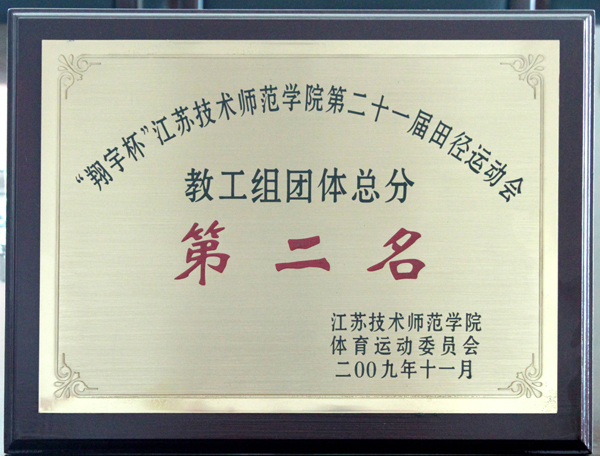 “翔宇杯”江苏技术师范学院第二十一届田径运动会
教工组团体总分
第二名
江苏技术师范学院
体育运动委员会
二00九年十一月